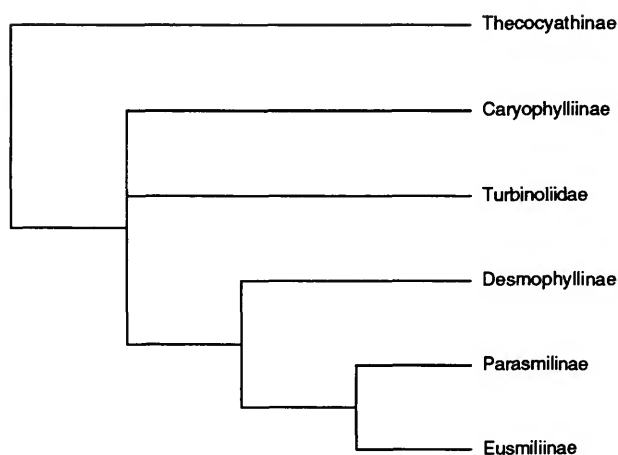 Thecocyathinae
Caryophylliinae
Turbinoliidae
Desmophyllinae
Parasmilinae
Eusmiliinae